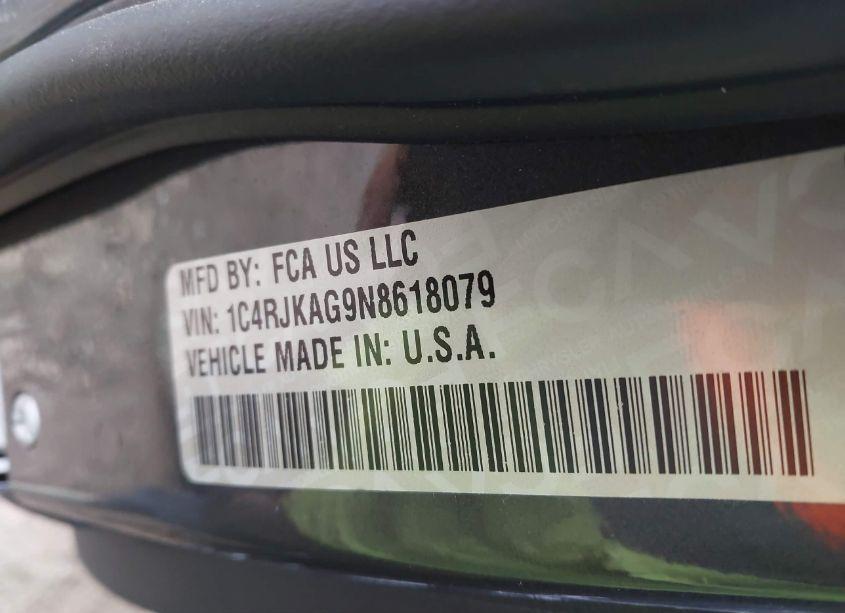 MFD BY: FCA US LLC
VIN: 1C4RJKAG9N8618079
VEHICLE MADE IN: U.S.A.